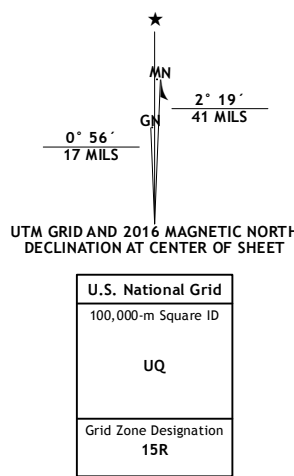 MN
GN
2° 19´
41 MILS
0° 56´
17 MILS
UTM GRID AND 2016 MAGNETIC NORTH
DECLINATION AT CENTER OF SHEET
U.S. National Grid
100,000-m Square ID
UQ
Grid Zone Designation
15R